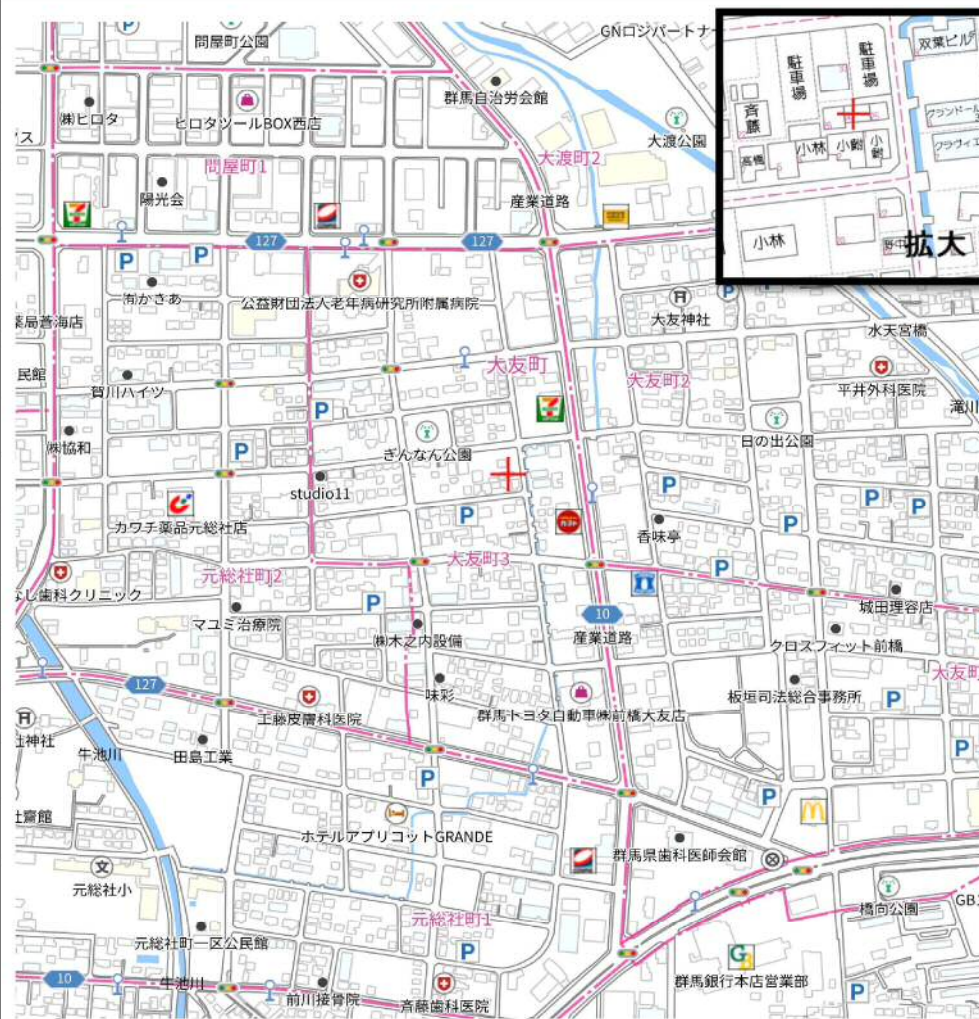 P
問屋町公園
GNロジパートナー
㈱ヒロタ
ヒロタツールBOX西店
群馬自治労会館
大渡公園
問屋町1
大渡町2
陽光会
産業道路
127
127
P
P
P
㈲かきあ
公益財団法人老年病研究所附属病院
大友神社
薬局蒼海店
水天宮橋
大友町
民館
賀川ハイツ
大友町2
平井外科医院
滝川
P
㈱協和
P
ぎんなん公園
日の出公園
studio11
P
P
P
P
カワチ薬品元総社店
P
香味亭
大友町3
P
元総社町2
なし歯科クリニック
P
城田理容店
マユミ治療院
10
㈱木之内設備
産業道路
クロスフィット前橋
大友町
127
味彩
板垣司法総合事務所
P
工藤皮膚科医院
群馬トヨタ自動車㈱前橋大友店
社神社
牛池川
田島工業
P
P
P
社齋館
ホテルアプリコットGRANDE
群馬県歯科医師会館
文
元総社小
橋向公園
元総社町1
元総社町一区公民館
P
群馬銀行本店営業部
10
牛池川
前川接骨院
斉藤歯科医院
P
双葉ビル
駐車場
駐車場
斉藤
高橋
小林
小林
拡大